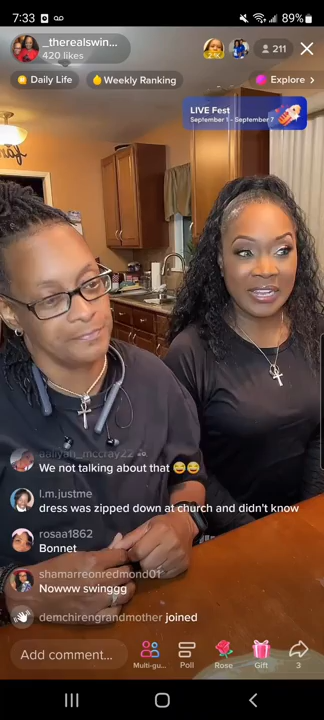 7:33
89%
_therealswin...
420 likes
211
Daily Life
Weekly Ranking
Explore >
LIVE Fest
September 1 - September 7
aaliyah_mccray22
We not talking about that 😂😂
l.m.justme
dress was zipped down at church and didn't know
rosaa1862
Bonnet
shamarreonredmond01
Nowww swinggg
demchirengrandmother joined
Add comment...
Multi-gu...
Poll
Rose
Gift
3